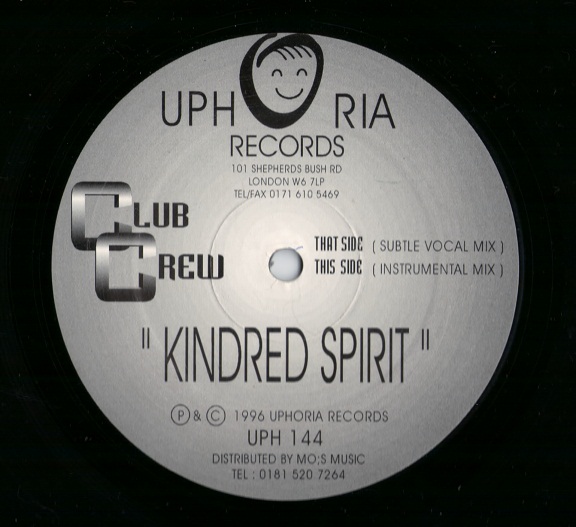 UPHORIA
RECORDS
101 SHEPHERDS BUSH RD
LONDON W6 7LP
TEL/FAX 0171 610 5469
CLUB
CREW
THAT SIDE ( SUBTLE VOCAL MIX )
THIS SIDE ( INSTRUMENTAL MIX )
" KINDRED SPIRIT "
Ⓟ & Ⓒ 1996 UPHORIA RECORDS
UPH 144
DISTRIBUTED BY MO;S MUSIC
TEL : 0181 520 7264